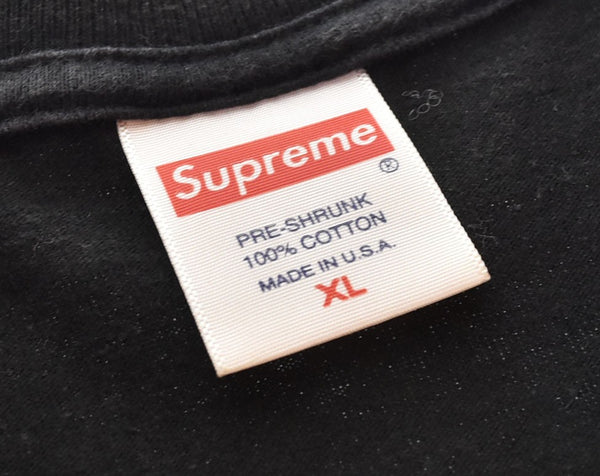 Supreme
®
PRE-SHRUNK
100% COTTON
MADE IN U.S.A.
XL